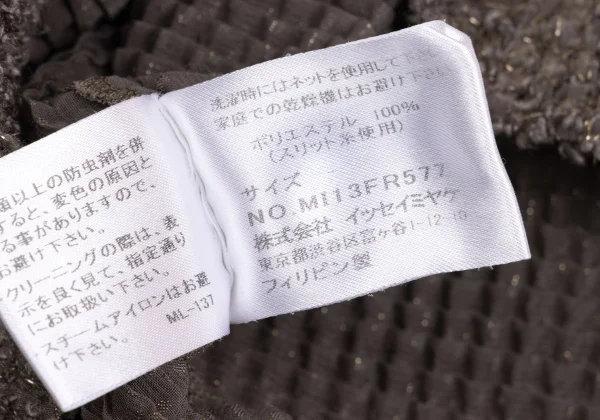 類以上の防虫剤を併
すると、変色の原因と
る事がありますので、
お避け下さい。
クリーニングの際は、表
示を良く見て、指定通り
にお取扱い下さい。
スチームアイロンはお避
け下さい。
ML-137
洗濯時にはネットを使用して下さい
家庭での乾燥機はお避け下さい
ポリエステル 100%
(スリット糸使用)
サイズ
NO.MI13FR577
株式会社 イッセイミヤケ
東京都渋谷区富ヶ谷1-12-10
フィリピン製